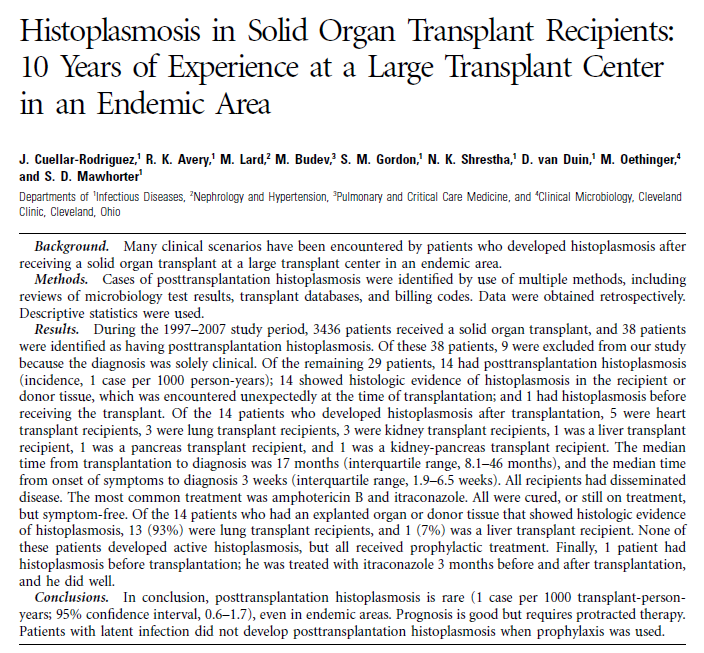 Histoplasmosis in Solid Organ Transplant Recipients:
10 Years of Experience at a Large Transplant Center
in an Endemic Area
J. Cuellar-Rodriguez,1 R. K. Avery,1 M. Lard,2 M. Budev,3 S. M. Gordon,1 N. K. Shrestha,1 D. van Duin,1 M. Oethinger,4
and S. D. Mawhorter1
Departments of 1Infectious Diseases, 2Nephrology and Hypertension, 3Pulmonary and Critical Care Medicine, and 4Clinical Microbiology, Cleveland
Clinic, Cleveland, Ohio
Background. Many clinical scenarios have been encountered by patients who developed histoplasmosis after
receiving a solid organ transplant at a large transplant center in an endemic area.
Methods. Cases of posttransplantation histoplasmosis were identified by use of multiple methods, including
reviews of microbiology test results, transplant databases, and billing codes. Data were obtained retrospectively.
Descriptive statistics were used.
Results. During the 1997–2007 study period, 3436 patients received a solid organ transplant, and 38 patients
were identified as having posttransplantation histoplasmosis. Of these 38 patients, 9 were excluded from our study
because the diagnosis was solely clinical. Of the remaining 29 patients, 14 had posttransplantation histoplasmosis
(incidence, 1 case per 1000 person-years); 14 showed histologic evidence of histoplasmosis in the recipient or
donor tissue, which was encountered unexpectedly at the time of transplantation; and 1 had histoplasmosis before
receiving the transplant. Of the 14 patients who developed histoplasmosis after transplantation, 5 were heart
transplant recipients, 3 were lung transplant recipients, 3 were kidney transplant recipients, 1 was a liver transplant
recipient, 1 was a pancreas transplant recipient, and 1 was a kidney-pancreas transplant recipient. The median
time from transplantation to diagnosis was 17 months (interquartile range, 8.1–46 months), and the median time
from onset of symptoms to diagnosis 3 weeks (interquartile range, 1.9–6.5 weeks). All recipients had disseminated
disease. The most common treatment was amphotericin B and itraconazole. All were cured, or still on treatment,
but symptom-free. Of the 14 patients who had an explanted organ or donor tissue that showed histologic evidence
of histoplasmosis, 13 (93%) were lung transplant recipients, and 1 (7%) was a liver transplant recipient. None of
these patients developed active histoplasmosis, but all received prophylactic treatment. Finally, 1 patient had
histoplasmosis before transplantation; he was treated with itraconazole 3 months before and after transplantation,
and he did well.
Conclusions. In conclusion, posttransplantation histoplasmosis is rare (1 case per 1000 transplant-person-
years; 95% confidence interval, 0.6–1.7), even in endemic areas. Prognosis is good but requires protracted therapy.
Patients with latent infection did not develop posttransplantation histoplasmosis when prophylaxis was used.